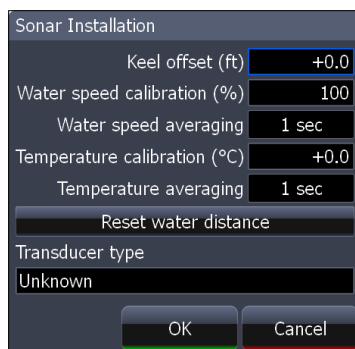 Sonar Installation
Keel offset (ft) +0.0
Water speed calibration (%) 100
Water speed averaging 1 sec
Temperature calibration (°C) +0.0
Temperature averaging 1 sec
Reset water distance
Transducer type
Unknown
OK Cancel